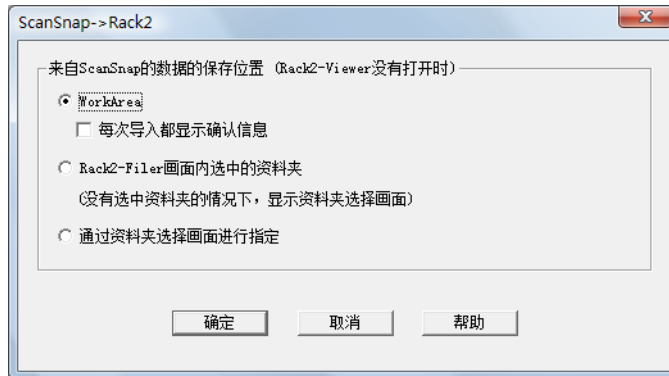 ScanSnap->Rack2
来自ScanSnap的数据的保存位置 (Rack2-Viewer没有打开时)
WorkArea
每次导入都显示确认信息
Rack2-Filer画面内选中的资料夹
(没有选中资料夹的情况下，显示资料夹选择画面)
通过资料夹选择画面进行指定
确定 取消 帮助